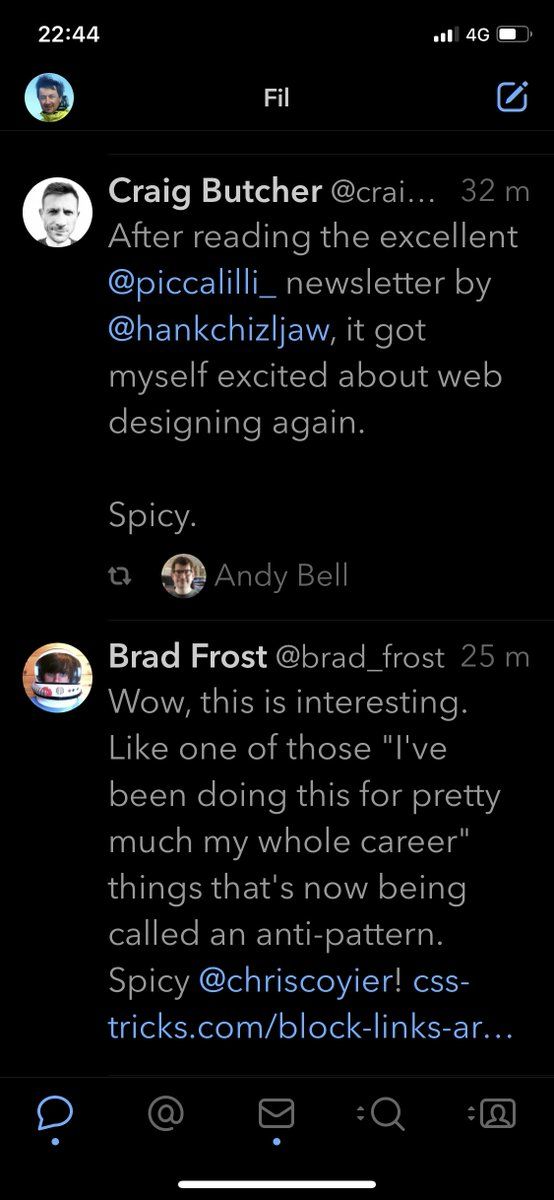 22:44 4G
Fil
Craig Butcher @crai... 32 m
After reading the excellent
@piccalilli_ newsletter by
@hankchizljaw, it got
myself excited about web
designing again.
Spicy.
Andy Bell
Brad Frost @brad_frost 25 m
Wow, this is interesting.
Like one of those "I've
been doing this for pretty
much my whole career"
things that's now being
called an anti-pattern.
Spicy @chriscoyier! css-
tricks.com/block-links-ar...